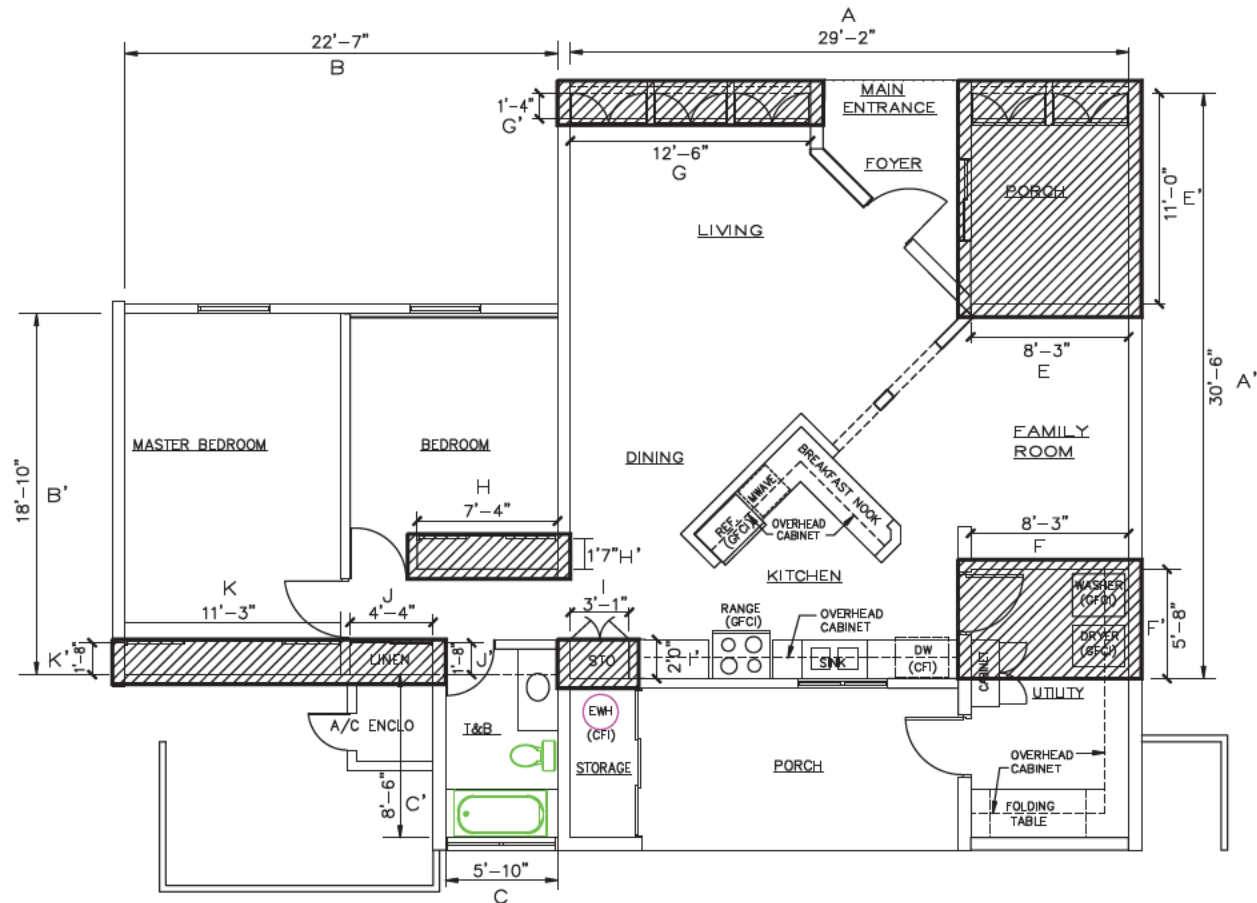 A
22'-7"
29'-2"
B
MAIN
ENTRANCE
1'-4"
G'
12'-6"
G
FOYER
PORCH
11'-0"
E'
LIVING
8'-3"
E
30'-6"
A'
FAMILY
ROOM
MASTER BEDROOM
BEDROOM
DINING
BREAKFAST NOOK
MWAVE
REF.
(GFCI)
OVERHEAD
CABINET
18'-10"
B'
H
7'-4"
1'7"
H'
8'-3"
F
KITCHEN
K
11'-3"
J
4'-4"
I
3'-1"
RANGE
(GFCI)
OVERHEAD
CABINET
WASHER
(GFCI)
DRYER
(GFCI)
F'
5'-8"
K'
1'-8"
LINEN
1'-8"
J'
STO
2'0"
I'
SINK
DW
(CFI)
CABINET
UTILITY
A/C ENCLO
T&B
EWH
(CFI)
STORAGE
PORCH
OVERHEAD
CABINET
8'-6"
C'
FOLDING
TABLE
5'-10"
C